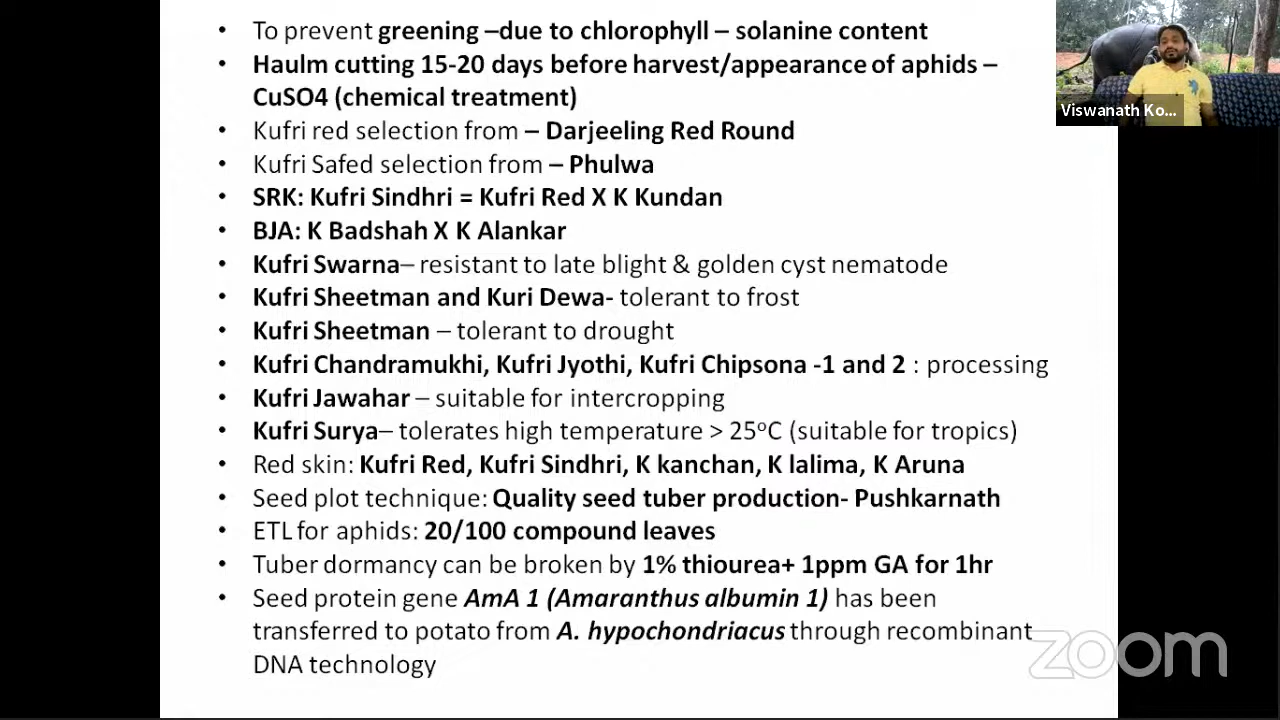 • To prevent greening –due to chlorophyll – solanine content
• Haulm cutting 15-20 days before harvest/appearance of aphids –
CuSO4 (chemical treatment)
• Kufri red selection from – Darjeeling Red Round
• Kufri Safed selection from – Phulwa
• SRK: Kufri Sindhri = Kufri Red X K Kundan
• BJA: K Badshah X K Alankar
• Kufri Swarna– resistant to late blight & golden cyst nematode
• Kufri Sheetman and Kuri Dewa- tolerant to frost
• Kufri Sheetman – tolerant to drought
• Kufri Chandramukhi, Kufri Jyothi, Kufri Chipsona -1 and 2 : processing
• Kufri Jawahar – suitable for intercropping
• Kufri Surya– tolerates high temperature > 25°C (suitable for tropics)
• Red skin: Kufri Red, Kufri Sindhri, K kanchan, K lalima, K Aruna
• Seed plot technique: Quality seed tuber production- Pushkarnath
• ETL for aphids: 20/100 compound leaves
• Tuber dormancy can be broken by 1% thiourea+ 1ppm GA for 1hr
• Seed protein gene AmA 1 (Amaranthus albumin 1) has been
transferred to potato from A. hypochondriacus through recombinant
DNA technology
Viswanath Ko...
zoom